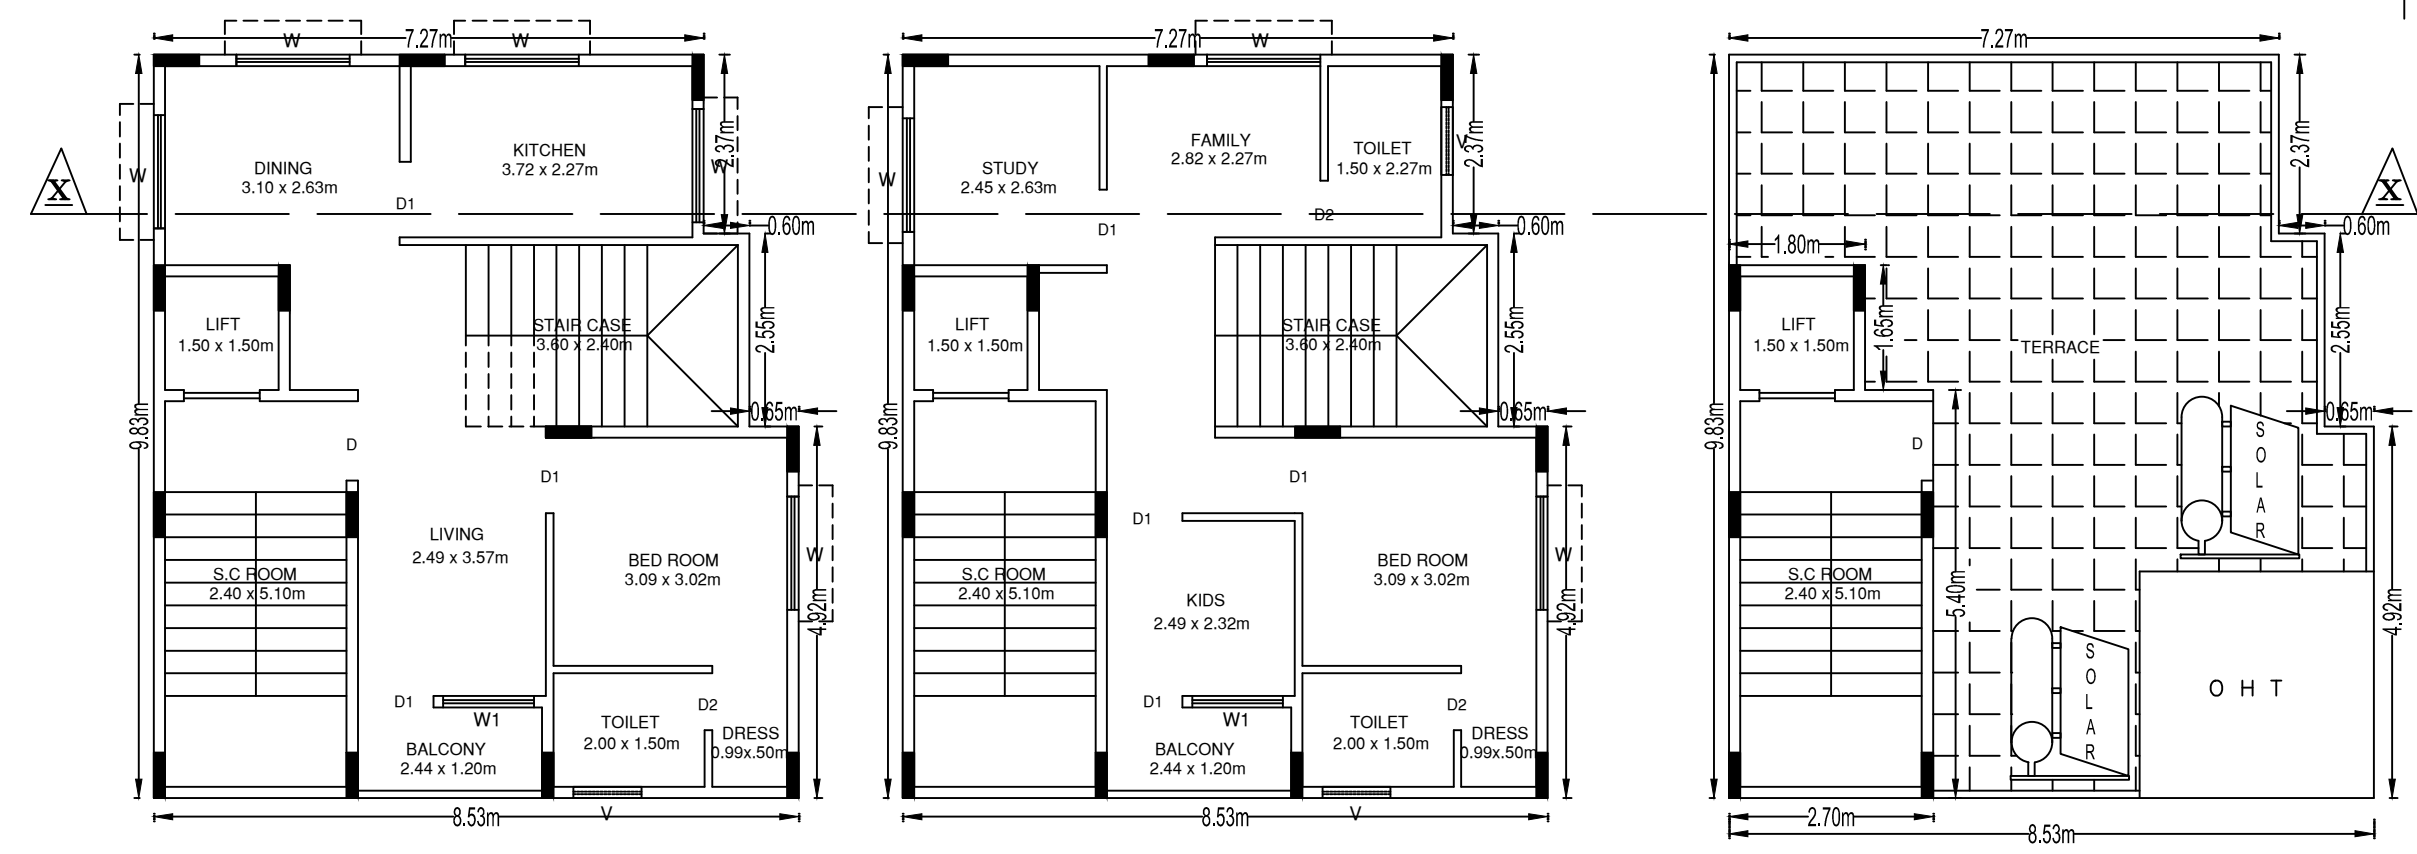 7.27m
W
W
W
W
2.37m
0.60m
DINING
3.10 x 2.63m
KITCHEN
3.72 x 2.27m
D1
X
LIFT
1.50 x 1.50m
STAIR CASE
3.60 x 2.40m
2.55m
0.65m
9.83m
D
D1
LIVING
2.49 x 3.57m
BED ROOM
3.09 x 3.02m
W
4.92m
S.C ROOM
2.40 x 5.10m
D1
W1
D2
TOILET
2.00 x 1.50m
DRESS
0.99x.50m
BALCONY
2.44 x 1.20m
V
8.53m
7.27m
W
W
V
2.37m
0.60m
STUDY
2.45 x 2.63m
FAMILY
2.82 x 2.27m
TOILET
1.50 x 2.27m
D1
D2
LIFT
1.50 x 1.50m
STAIR CASE
3.60 x 2.40m
2.55m
0.65m
9.83m
D1
D1
BED ROOM
3.09 x 3.02m
W
4.92m
S.C ROOM
2.40 x 5.10m
KIDS
2.49 x 2.32m
D1
W1
D2
TOILET
2.00 x 1.50m
DRESS
0.99x.50m
BALCONY
2.44 x 1.20m
V
8.53m
7.27m
2.37m
X
0.60m
1.80m
LIFT
1.50 x 1.50m
1.65m
TERRACE
2.55m
0.65m
9.83m
D
SOLAR
S.C ROOM
2.40 x 5.10m
5.40m
4.92m
SOLAR
O H T
2.70m
8.53m